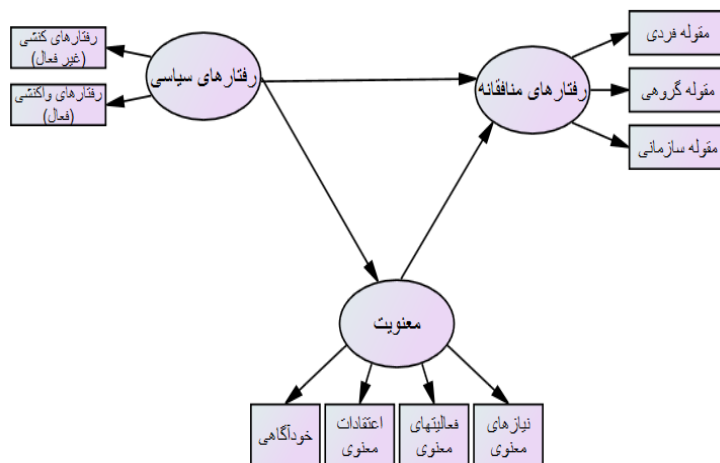 رفتارهای کنشی
(غیر فعال)
رفتارهای واکنشی
(فعال)
رفتارهای سیاسی
رفتارهای منافقانه
مقوله فردی
مقوله گروهی
مقوله سازمانی
معنویت
نیازهای
معنوی
فعالیتهای
معنوی
اعتقادات
معنوی
خودآگاهی